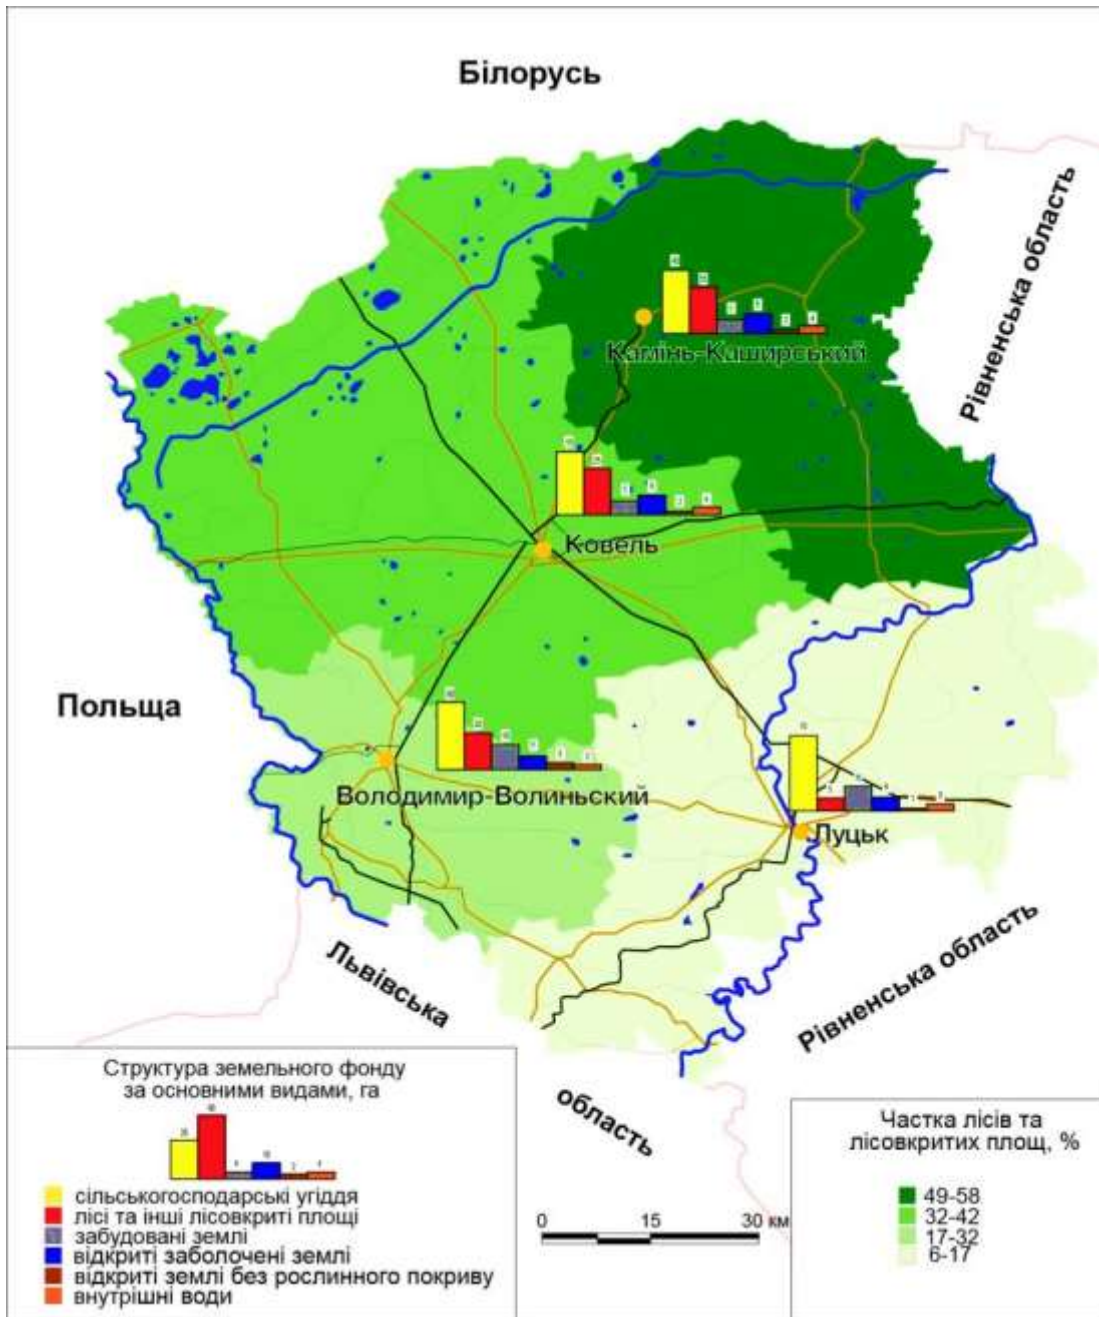 Білорусь
Рівненська область
Камінь-Каширський
Ковель
Польща
Володимир-Волиньский
Луцьк
Львівська
область
Рівненська область
Структура земельного фонду
за основними видами, га
сільськогосподарські угіддя
лісі та інші лісовкриті площі
забудовані землі
відкриті заболочені землі
відкриті землі без рослинного покриву
внутрішні води
0 15 30 км
Частка лісів та
лісовкритих площ, %
49-58
32-42
17-32
6-17